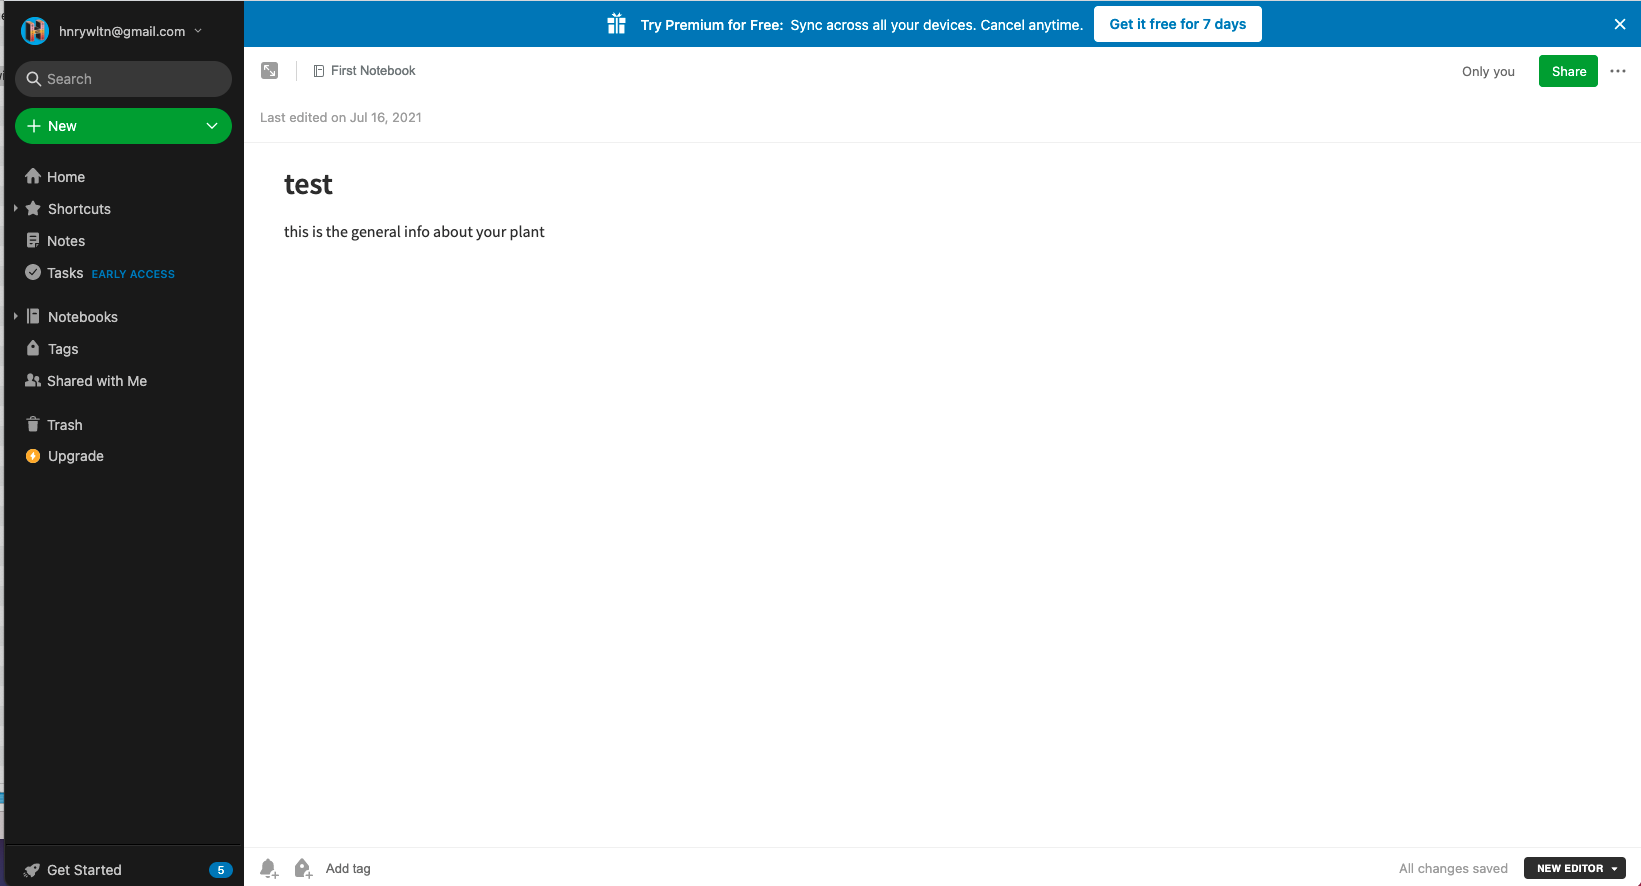 hnrywltn@gmail.com
Search
New
Home
Shortcuts
Notes
Tasks EARLY ACCESS
Notebooks
Tags
Shared with Me
Trash
Upgrade
Get Started 5
Try Premium for Free: Sync across all your devices. Cancel anytime. Get it free for 7 days
First Notebook
Only you
Share
Last edited on Jul 16, 2021
test
this is the general info about your plant
Add tag
All changes saved
NEW EDITOR